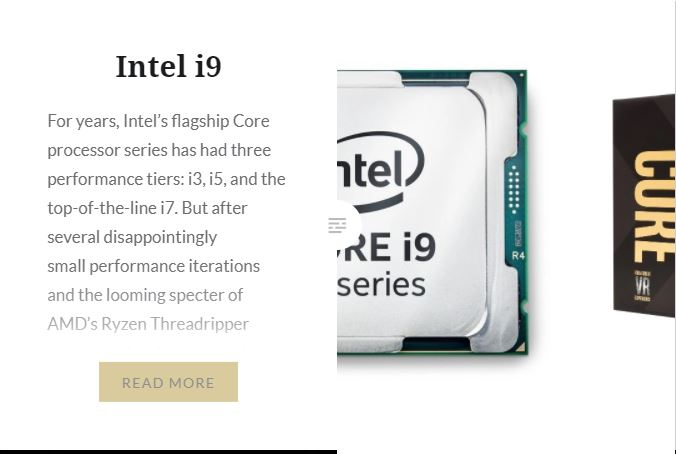 Intel i9
For years, Intel’s flagship Core
processor series has had three
performance tiers: i3, i5, and the
top-of-the-line i7. But after
several disappointingly
small performance iterations
and the looming specter of
AMD’s Ryzen Threadripper
READ MORE
ntel
RE i9
series
R4
CORE
VR